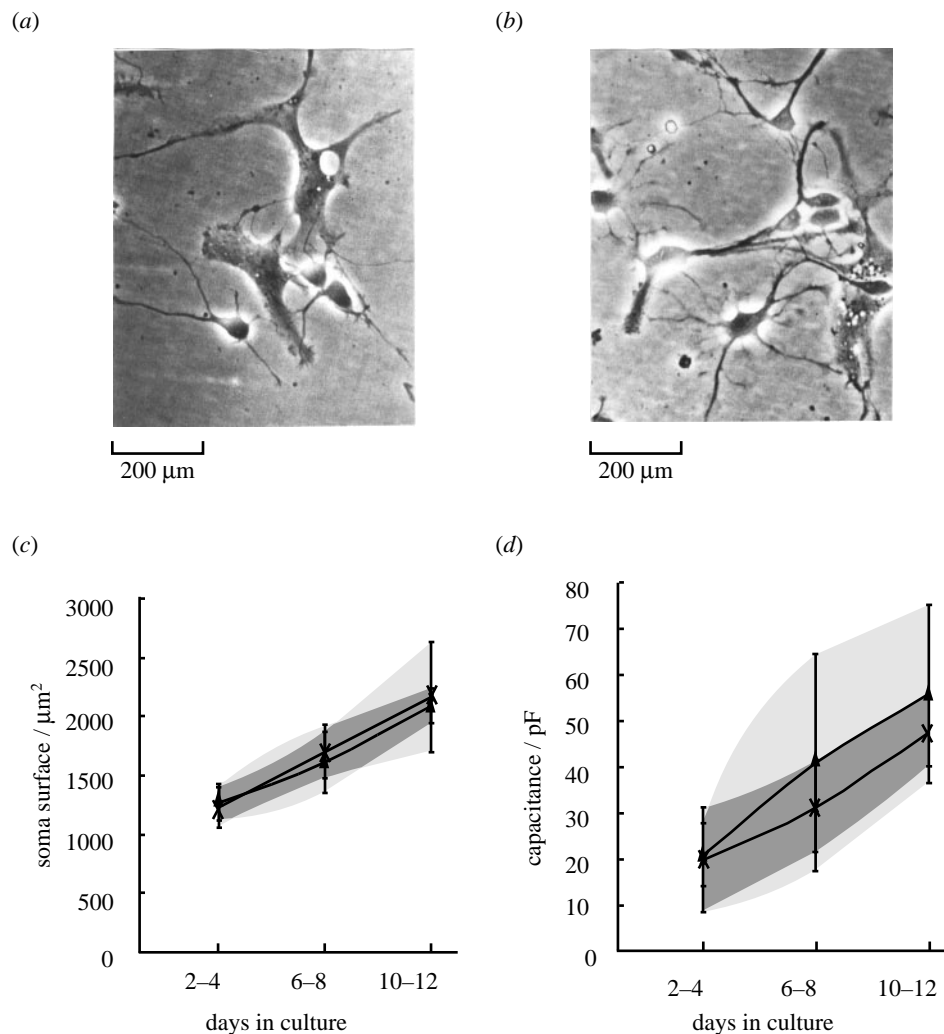 (a)
(b)
200 μm
200 μm
(c)
(d)
soma surface / μm²
3000
2500
2000
1500
1000
500
0
2–4
6–8
10–12
days in culture
capacitance / pF
80
70
60
50
40
30
20
10
0
2–4
6–8
10–12
days in culture